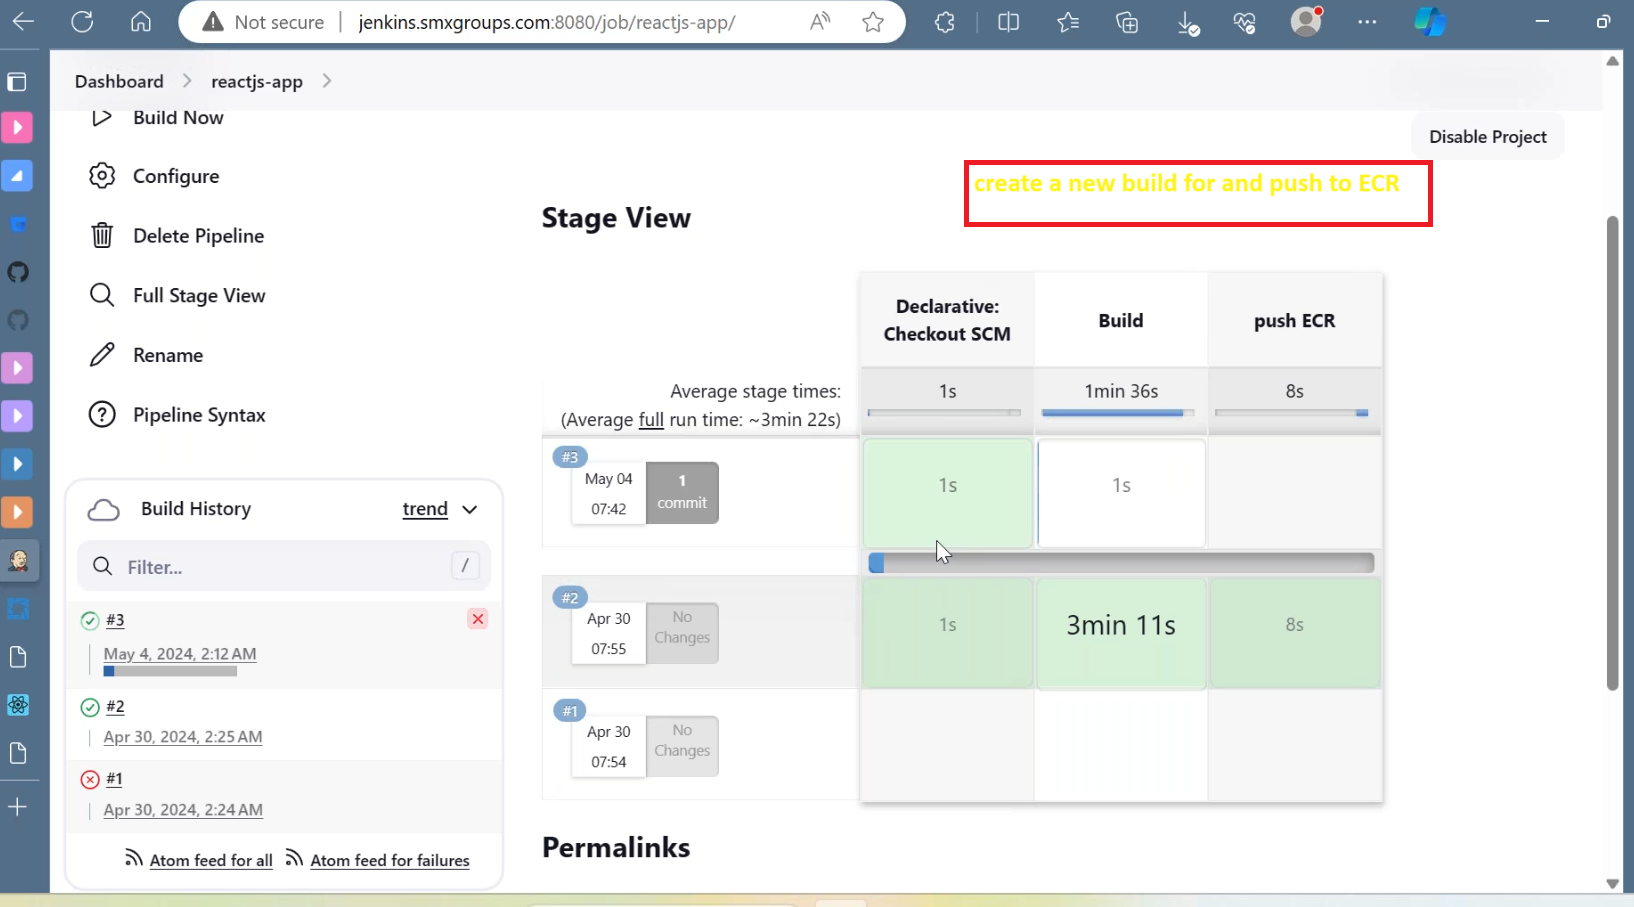 Not secure
jenkins.smxgroups.com:8080/job/reactjs-app/
Dashboard
reactjs-app
Build Now
Disable Project
Configure
create a new build for and push to ECR
Stage View
Delete Pipeline
Full Stage View
Rename
Pipeline Syntax
Declarative:
Checkout SCM
Build
push ECR
Average stage times:
(Average full run time: ~3min 22s)
1s
1min 36s
8s
#3
May 04
07:42
1
commit
1s
1s
#2
Apr 30
07:55
No
Changes
1s
3min 11s
8s
#1
Apr 30
07:54
No
Changes
Build History
trend
Filter...
/
#3
May 4, 2024, 2:12 AM
#2
Apr 30, 2024, 2:25 AM
#1
Apr 30, 2024, 2:24 AM
Atom feed for all
Atom feed for failures
Permalinks